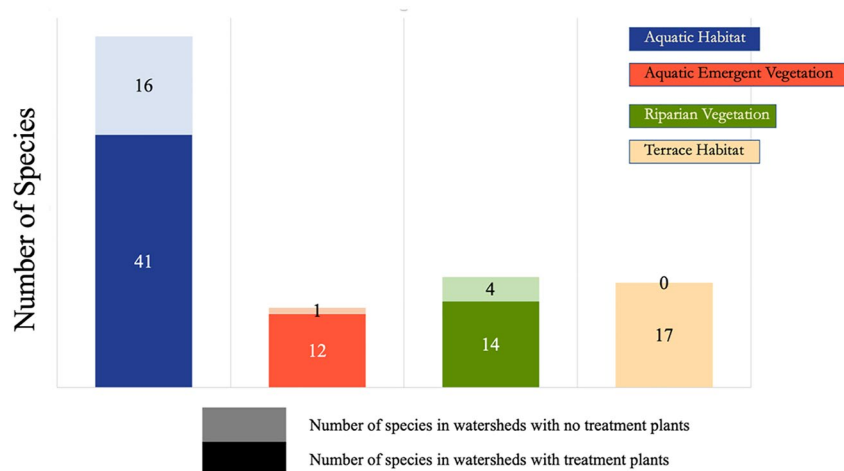 Number of Species
16
41
1
12
4
14
0
17
Aquatic Habitat
Aquatic Emergent Vegetation
Riparian Vegetation
Terrace Habitat
Number of species in watersheds with no treatment plants
Number of species in watersheds with treatment plants